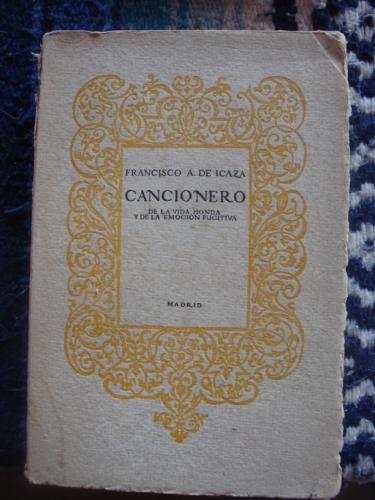 FRANCISCO A. DE ICAZA
CANCIONERO
DE LA VIDA HONDA
Y DE LA EMOCIÓN FUGITIVA
MADRID